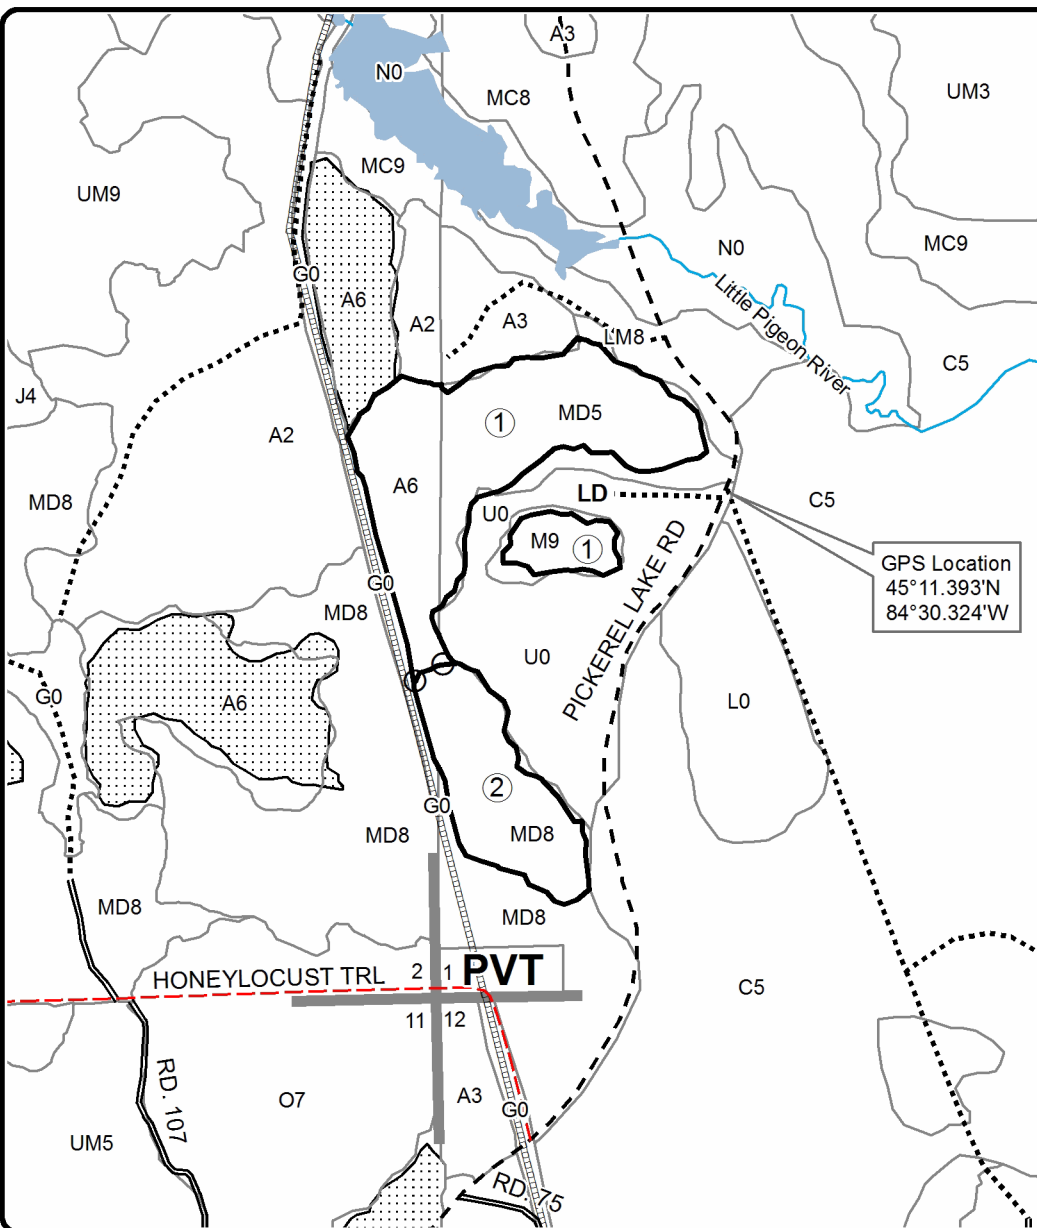 A3
N0
MC8
UM3
MC9
UM9
N0
MC9
G0
A6
A2
A3
LM8
Little Pigeon River
C5
J4
A2
MD5
1
MD8
A6
U0
LD
C5
M9
1
GPS Location
45°11.393'N
84°30.324'W
G0
MD8
PICKEREL LAKE RD
U0
G0
A6
L0
2
G0
MD8
MD8
MD8
MD8
PVT
HONEYLOCUST TRL
2
1
C5
11
12
RD. 107
O7
A3
G0
UM5
RD. 75